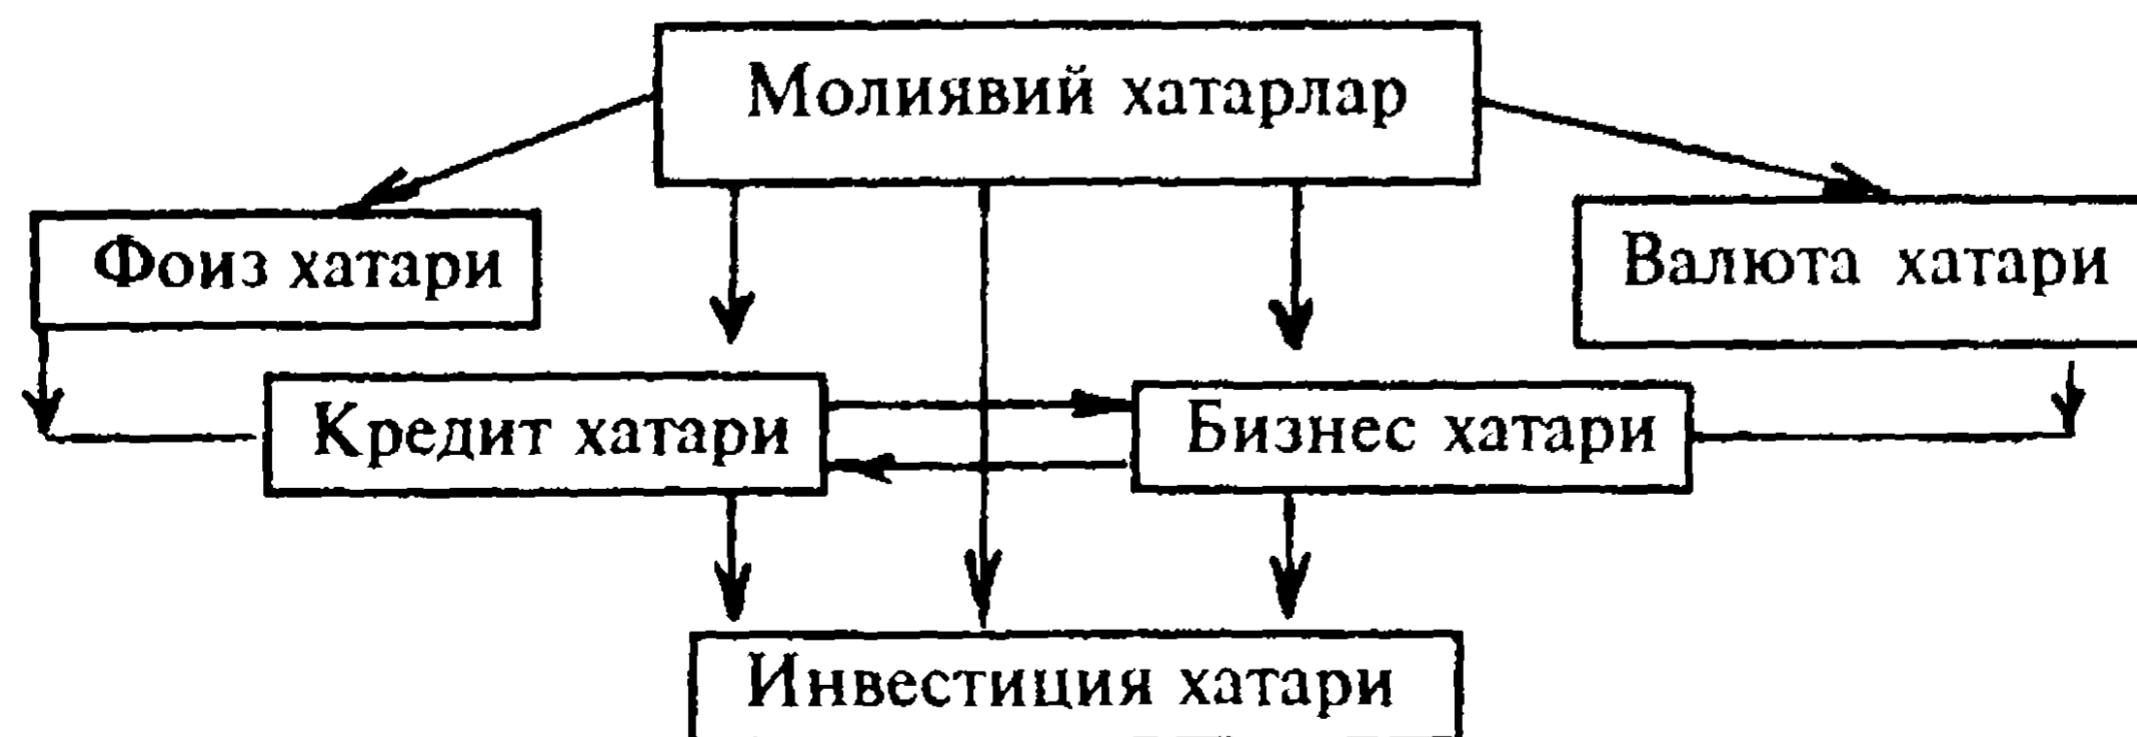 Молиявий хатарлар
Фоиз хатари
Валюта хатари
Кредит хатари
Бизнес хатари
Инвестиция хатари